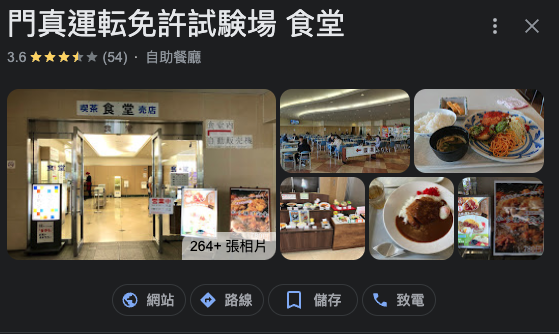 門真運転免許試験場 食堂
3.6 (54) · 自助餐廳
喫茶 食堂 売店
264+ 張相片
網站
路線
儲存
致電